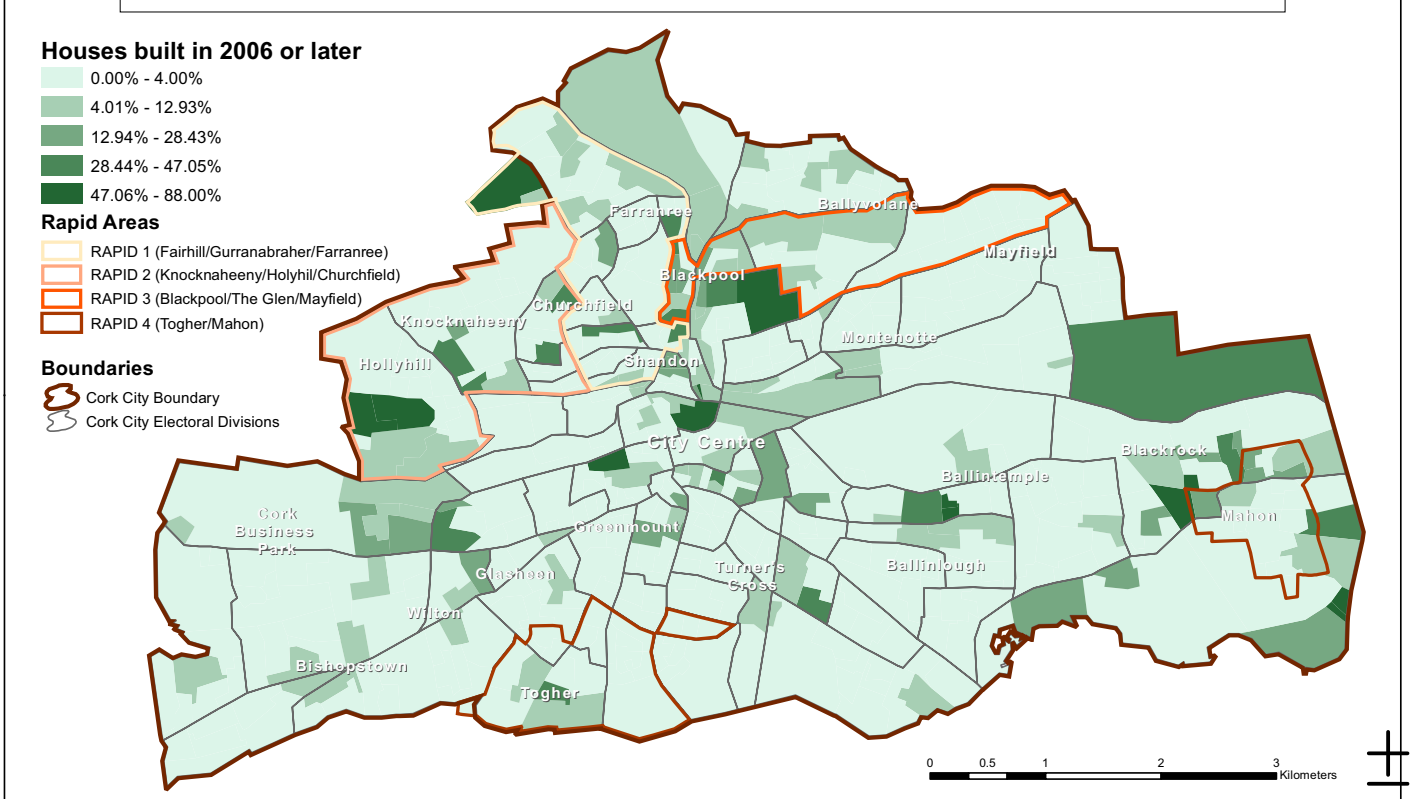 Houses built in 2006 or later
0.00% - 4.00%
4.01% - 12.93%
12.94% - 28.43%
28.44% - 47.05%
47.06% - 88.00%
Rapid Areas
RAPID 1 (Fairhill/Gurranabraher/Farranree)
RAPID 2 (Knocknaheeny/Holyhil/Churchfield)
RAPID 3 (Blackpool/The Glen/Mayfield)
RAPID 4 (Togher/Mahon)
Boundaries
Cork City Boundary
Cork City Electoral Divisions
Farranree
Ballyvolane
Mayfield
Blackpool
Churchfield
Knocknaheeny
Montenotte
Hollyhill
Shandon
City Centre
Blackrock
Ballintemple
Cork
Business
Park
Greenmount
Mahon
Glasheen
Turner's
Cross
Ballinlough
Wilton
Bishopstown
Togher
0 0.5 1 2 3
Kilometers